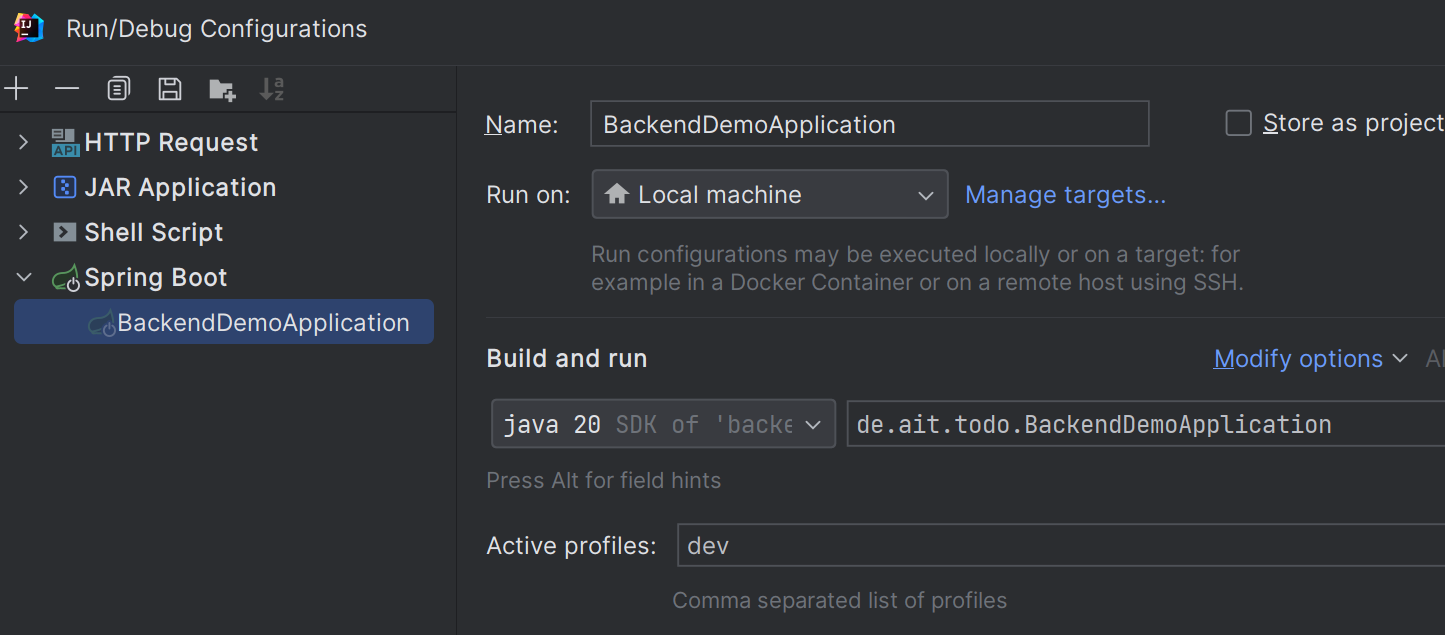 Run/Debug Configurations
HTTP Request
JAR Application
Shell Script
Spring Boot
BackendDemoApplication
Name: BackendDemoApplication Store as project
Run on: Local machine Manage targets...
Run configurations may be executed locally or on a target: for
example in a Docker Container or on a remote host using SSH.
Build and run Modify options
java 20 SDK of 'backe de.ait.todo.BackendDemoApplication
Press Alt for field hints
Active profiles: dev
Comma separated list of profiles